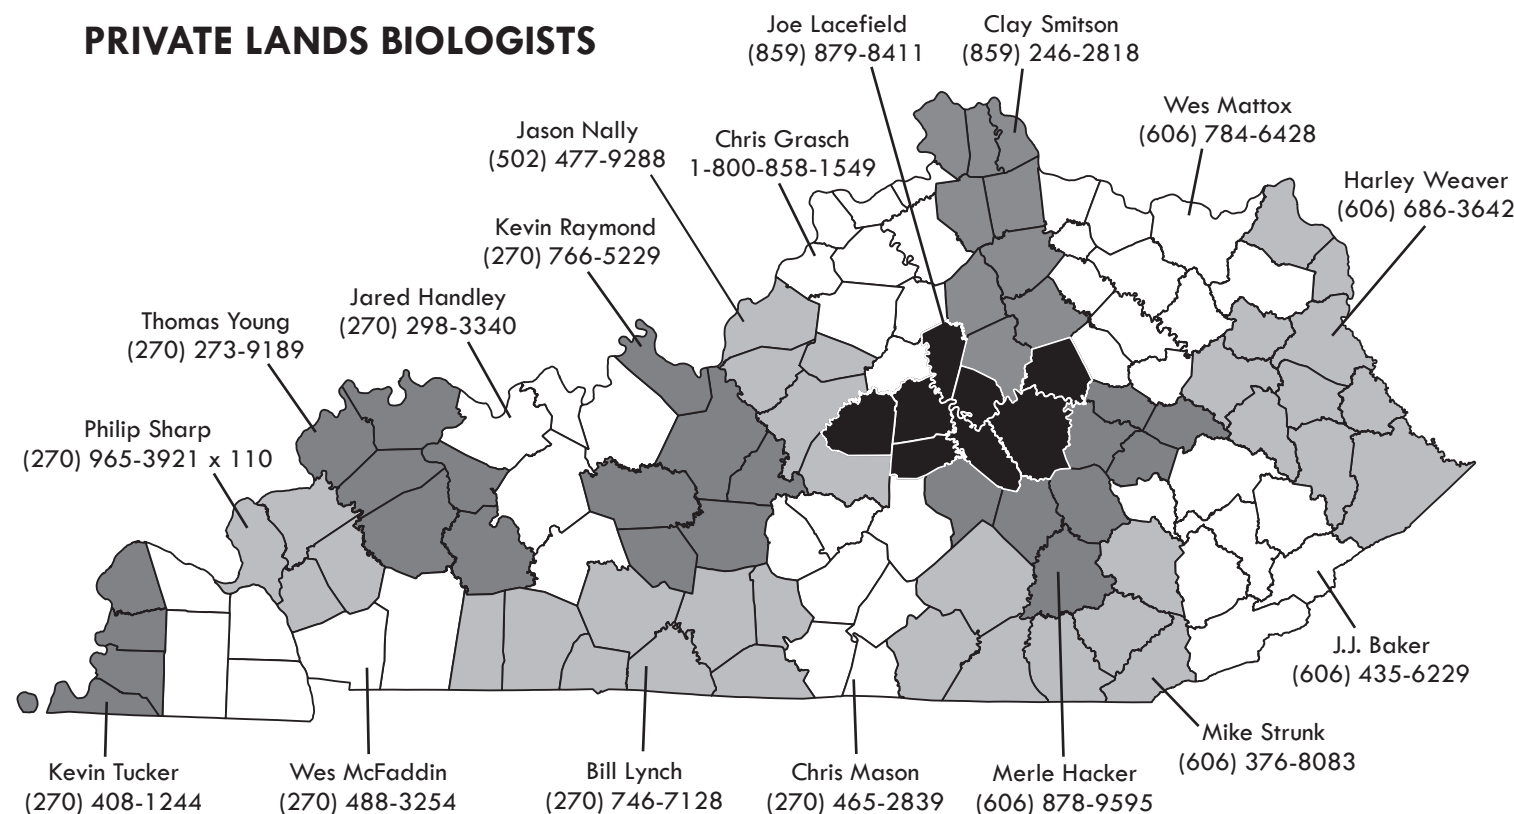 PRIVATE LANDS BIOLOGISTS
Joe Lacefield
(859) 879-8411
Clay Smitson
(859) 246-2818
Wes Mattox
(606) 784-6428
Jason Nally
(502) 477-9288
Chris Grasch
1-800-858-1549
Harley Weaver
(606) 686-3642
Kevin Raymond
(270) 766-5229
Jared Handley
(270) 298-3340
Thomas Young
(270) 273-9189
Philip Sharp
(270) 965-3921 x 110
J.J. Baker
(606) 435-6229
Mike Strunk
(606) 376-8083
Kevin Tucker
(270) 408-1244
Wes McFaddin
(270) 488-3254
Bill Lynch
(270) 746-7128
Chris Mason
(270) 465-2839
Merle Hacker
(606) 878-9595